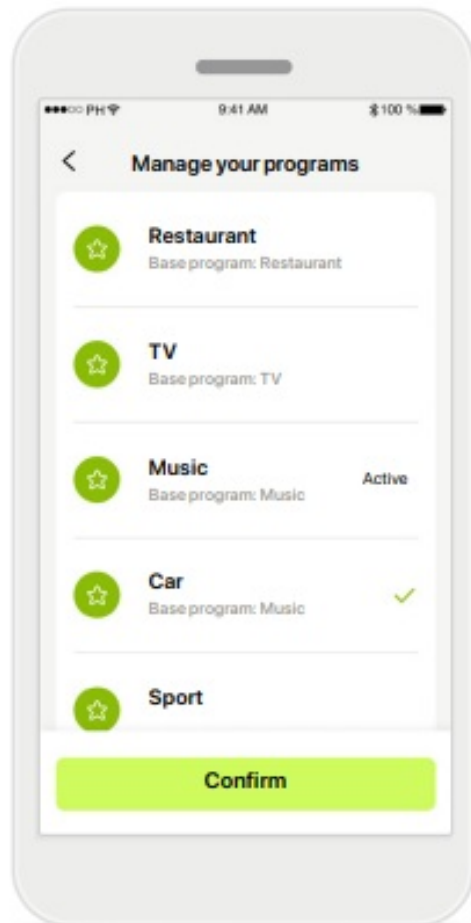 PH 9:41 AM 100 %
Manage your programs
Restaurant
Base program: Restaurant
TV
Base program: TV
Music
Base program: Music
Active
Car
Base program: Music
Sport
Confirm